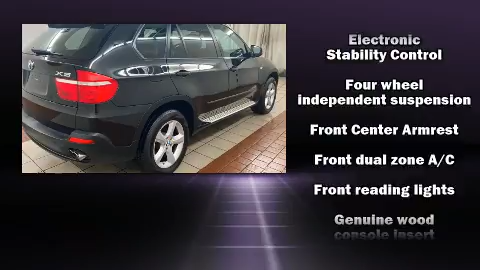 Electronic
Stability Control
Four wheel
independent suspension
Front Center Armrest
Front dual zone A/C
Front reading lights
Genuine wood
console insert